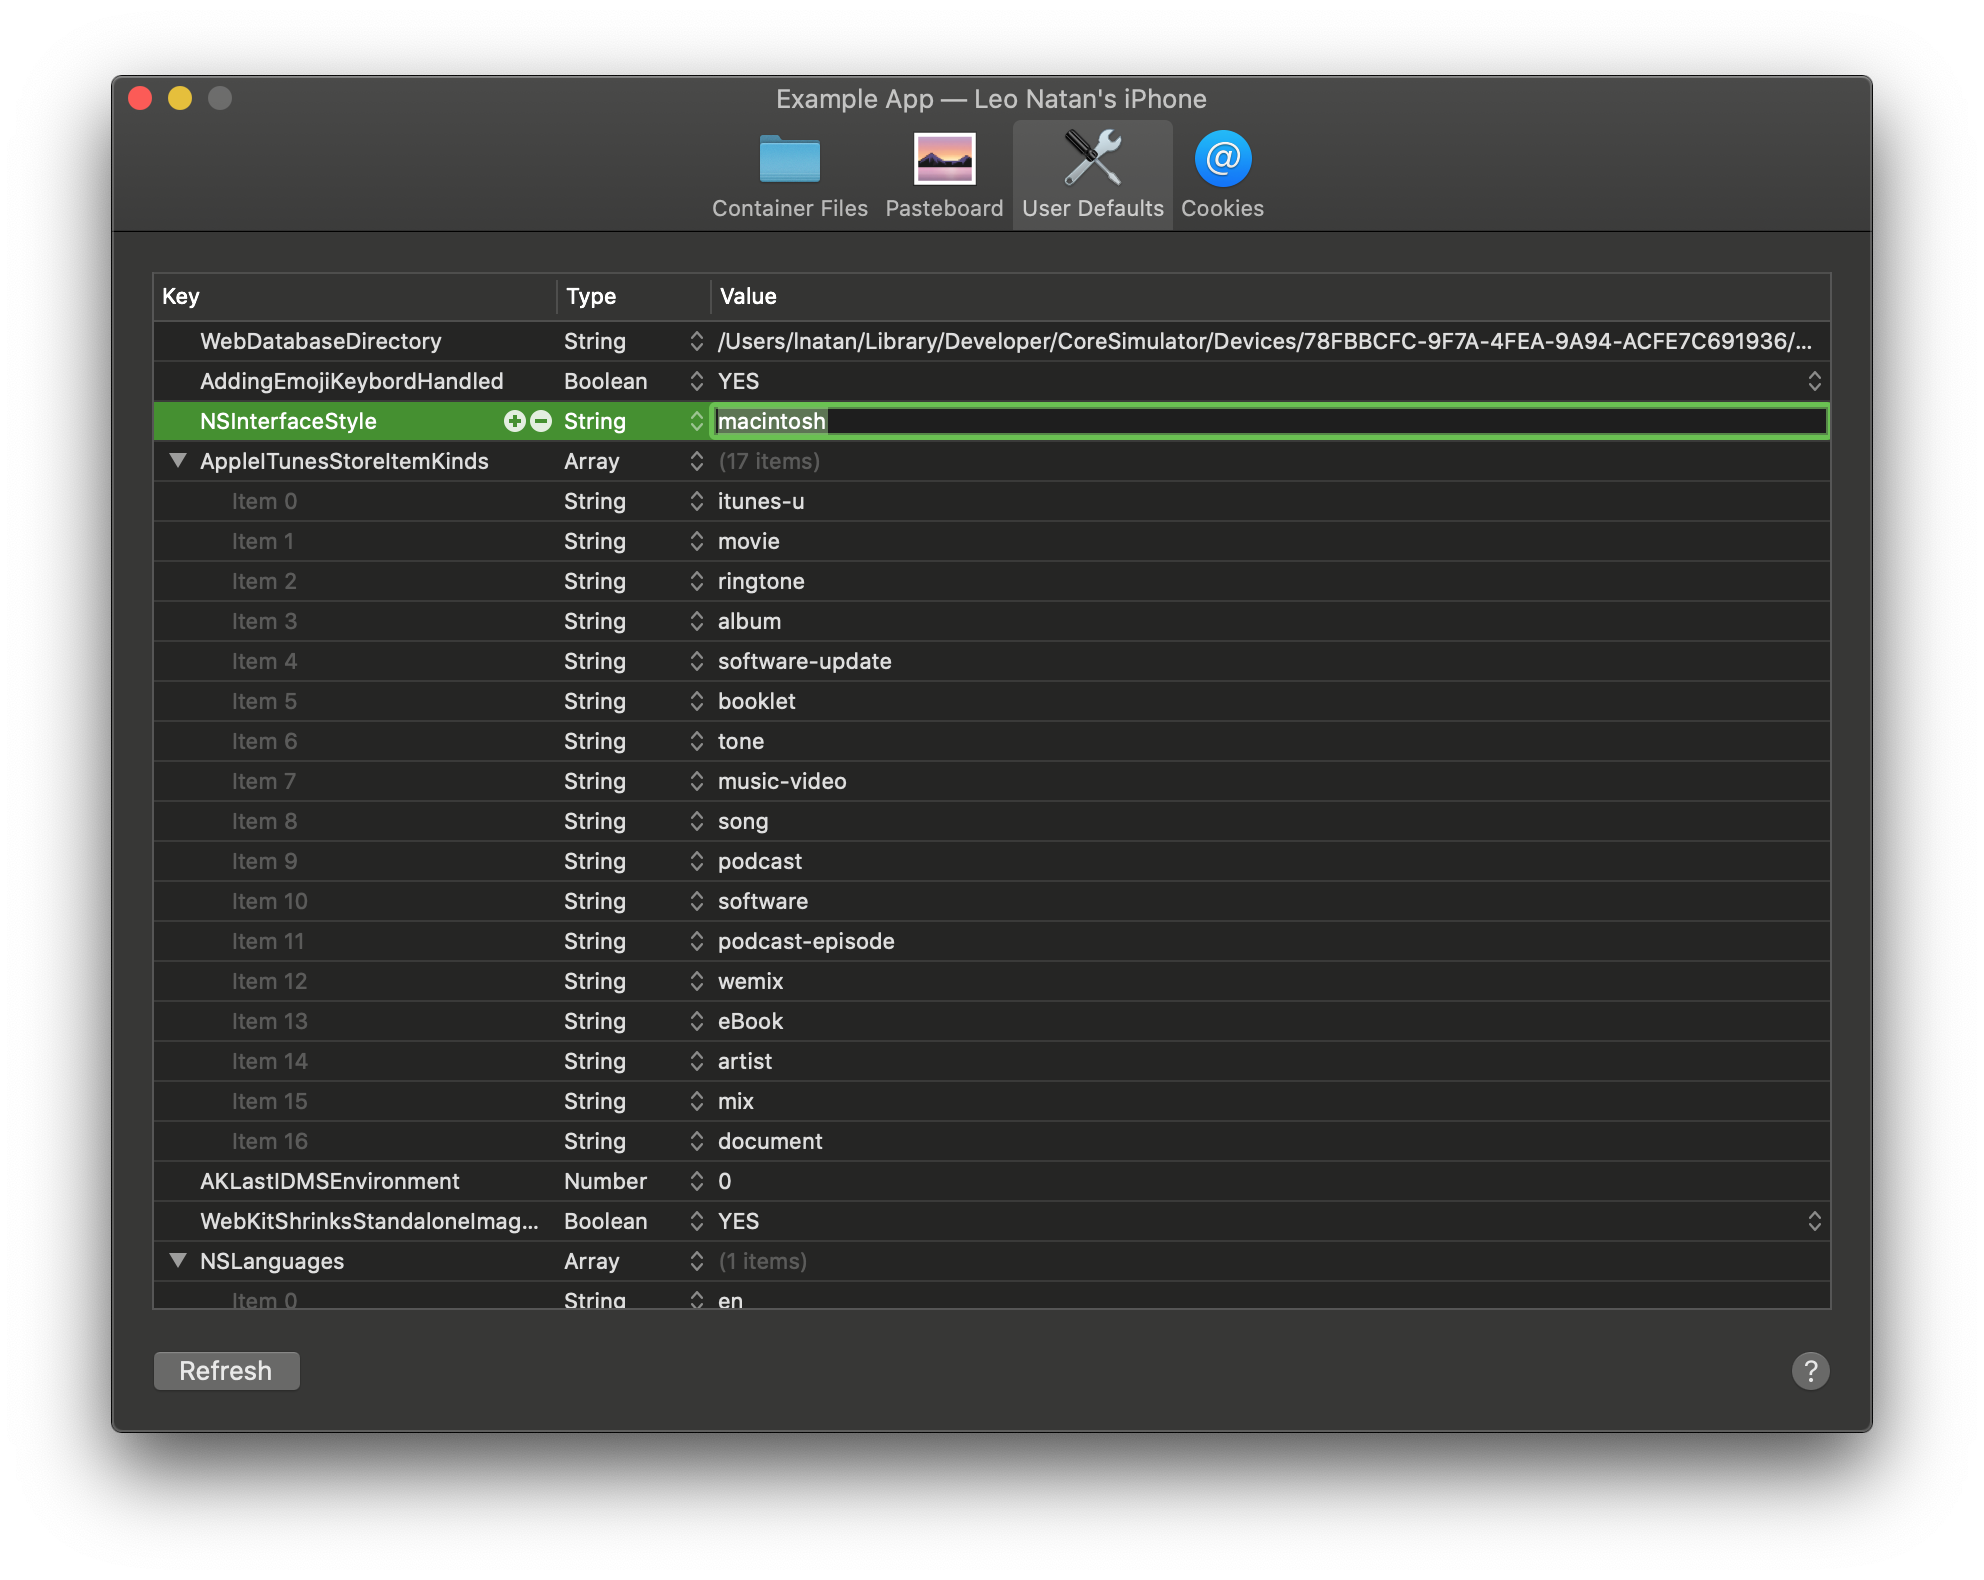 Example App — Leo Natan's iPhone
Container Files Pasteboard User Defaults Cookies
Key Type Value
WebDatabaseDirectory String /Users/lnatan/Library/Developer/CoreSimulator/Devices/78FBBCFC-9F7A-4FEA-9A94-ACFE7C691936/...
AddingEmojiKeybordHandled Boolean YES
NSInterfaceStyle String macintosh
AppleITunesStoreItemKinds Array (17 items)
Item 0 String itunes-u
Item 1 String movie
Item 2 String ringtone
Item 3 String album
Item 4 String software-update
Item 5 String booklet
Item 6 String tone
Item 7 String music-video
Item 8 String song
Item 9 String podcast
Item 10 String software
Item 11 String podcast-episode
Item 12 String wemix
Item 13 String eBook
Item 14 String artist
Item 15 String mix
Item 16 String document
AKLastIDMSEnvironment Number 0
WebKitShrinksStandaloneImag... Boolean YES
NSLanguages Array (1 items)
Item 0 String en
Refresh ?